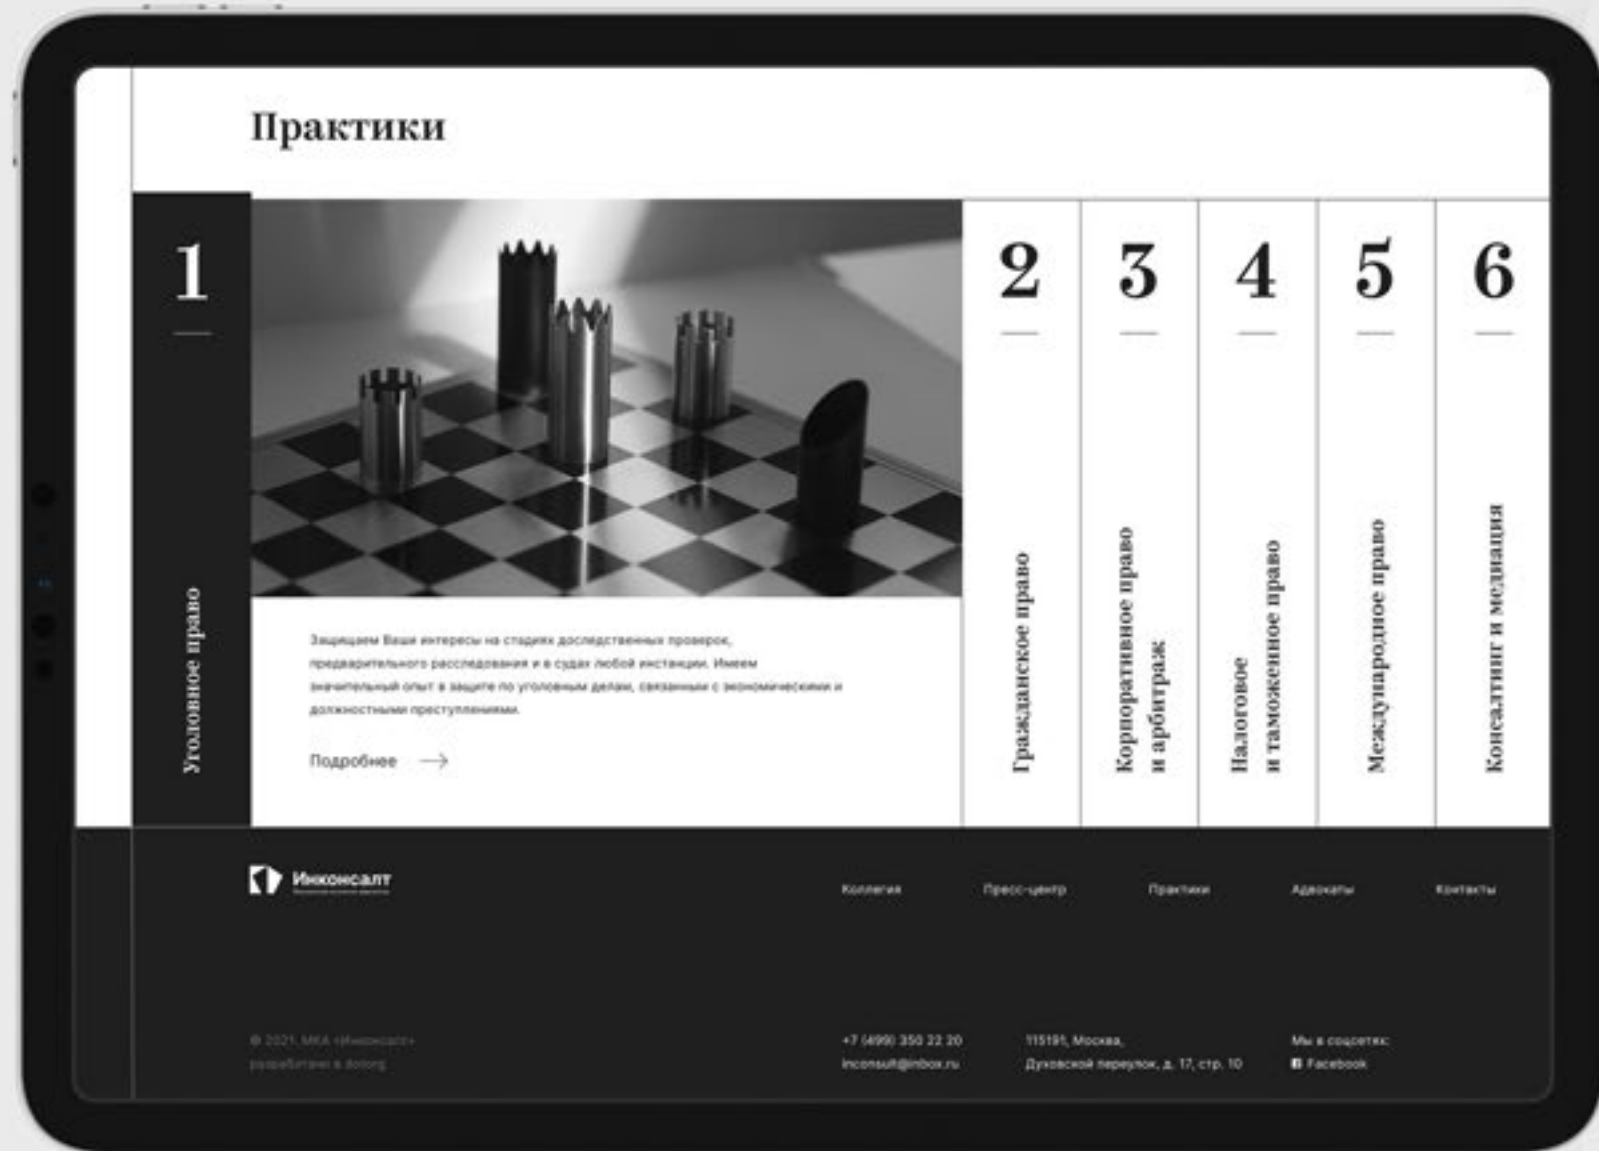 Практики
1
Уголовное право
Защищаем Ваши интересы на стадиях доследственных проверок,
предварительного расследования и в судах любой инстанции. Имеем
значительный опыт в защите по уголовным делам, связанным с экономическими и
должностными преступлениями.
Подробнее
2
Гражданское право
3
Корпоративное право
и арбитраж
4
Налоговое
и таможенное право
5
Международное право
6
Консалтинг и медиация
Инконсалт
Коллегия
Пресс-центр
Практики
Адвокаты
Контакты
© 2021, МКА «Инконсалт»
+7 (499) 350 22 20
inconsult@inbox.ru
115191, Москва,
Духовской переулок, д. 17, стр. 10
Мы в соцсетях:
Facebook